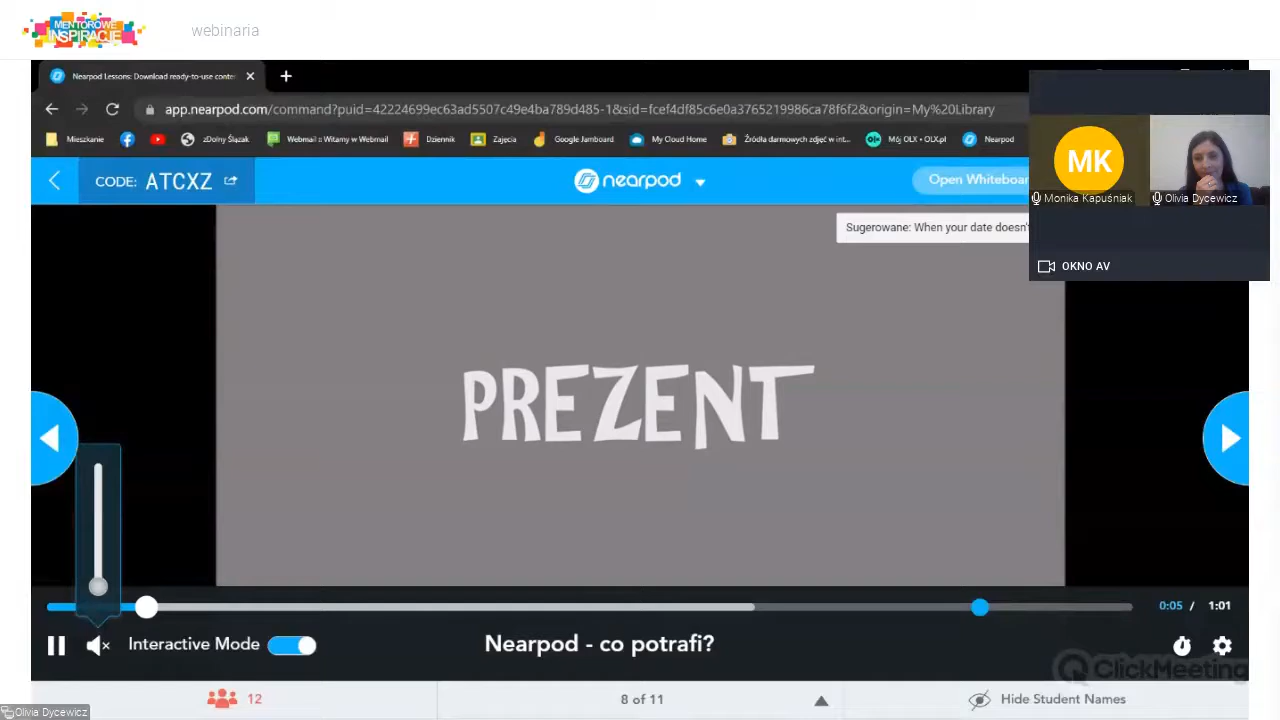 MENTOROWE
INSPIRACJE
webinaria
Nearpod Lessons: Download ready-to-use conte
app.nearpod.com/command?puid=42224699ec63ad5507c49e4ba789d485-1&sid=fcef4df85c6e0a3765219986ca78f6f2&origin=My%20Library
Mieszkanie zDolny Ślązak Webmail :: Witamy w Webmail Dziennik Zajęcia Google Jamboard My Cloud Home Źródła darmowych zdjęć w int... Mój OLX • OLX.pl Nearpod
CODE: ATCXZ
nearpod
Open Whiteboar
MK
Monika Kapuśniak
Olivia Dycewicz
Sugerowane: When your date doesn'
OKNO AV
PREZENT
0:05 / 1:01
Interactive Mode
Nearpod - co potrafi?
ClickMeeting
12
8 of 11
Hide Student Names
Olivia Dycewicz